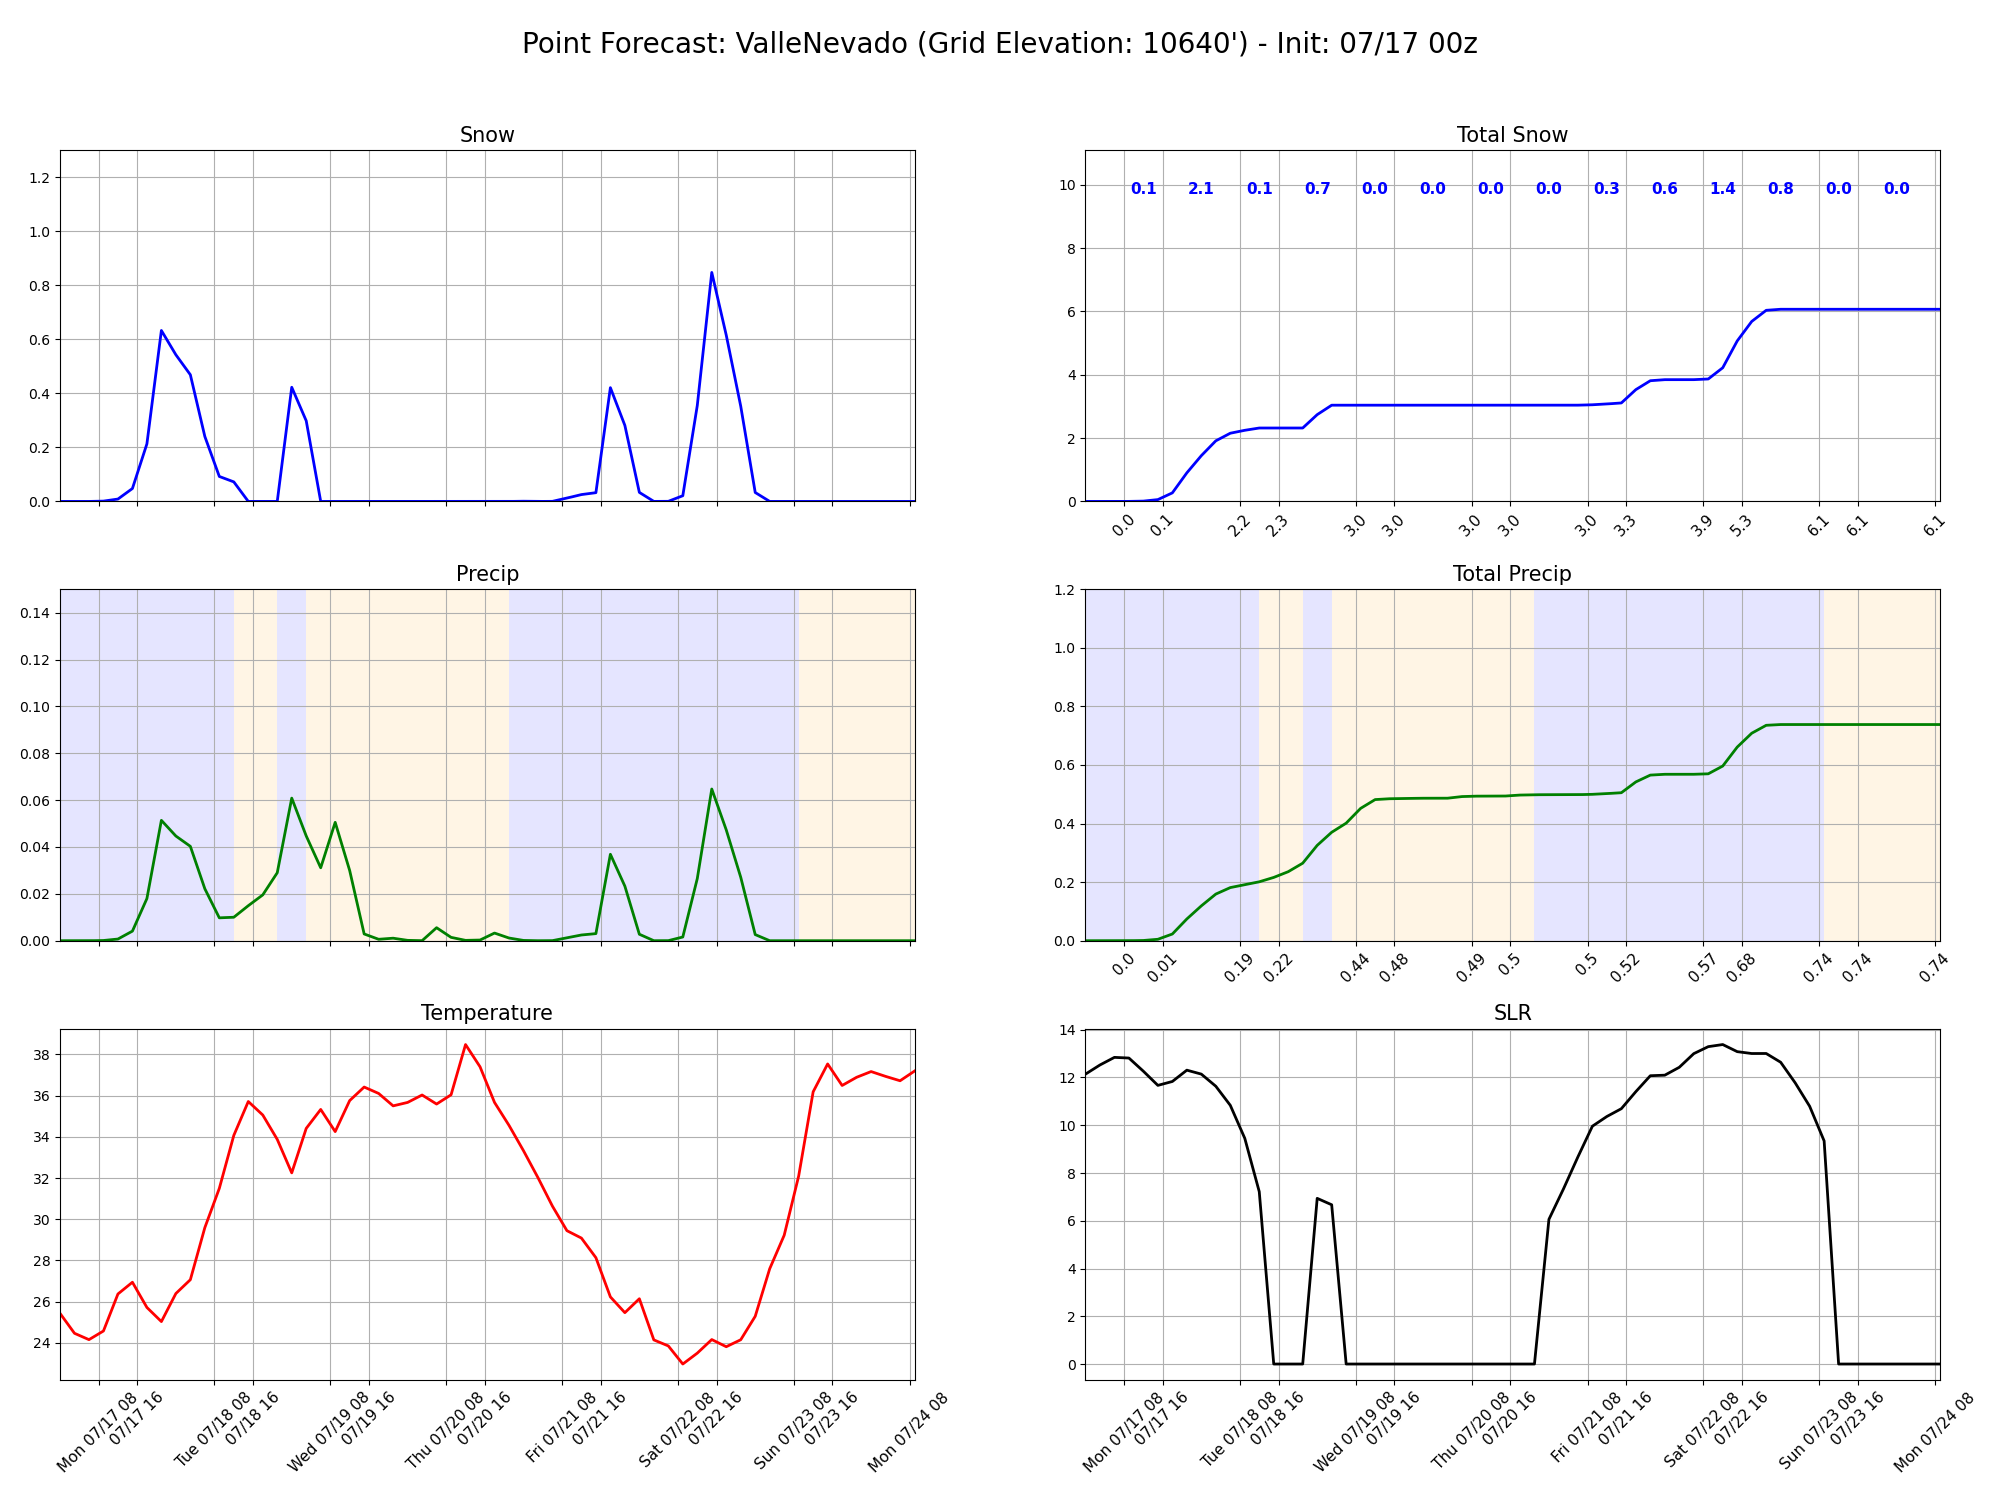 Point Forecast: ValleNevado (Grid Elevation: 10640') - Init: 07/17 00z
Snow
1.2
1.0
0.8
0.6
0.4
0.2
0.0
Total Snow
10
8
6
4
2
0
0.1 2.1 0.1 0.7 0.0 0.0 0.0 0.0 0.3 0.6 1.4 0.8 0.0 0.0
0.0 0.1 2.2 2.3 3.0 3.0 3.0 3.0 3.0 3.3 3.9 5.3 6.1 6.1 6.1
Precip
0.14
0.12
0.10
0.08
0.06
0.04
0.02
0.00
Total Precip
1.2
1.0
0.8
0.6
0.4
0.2
0.0
0.0 0.01 0.19 0.22 0.44 0.48 0.49 0.5 0.5 0.52 0.57 0.68 0.74 0.74 0.74
Temperature
38
36
34
32
30
28
26
24
Mon 07/17 08
07/17 16
Tue 07/18 08
07/18 16
Wed 07/19 08
07/19 16
Thu 07/20 08
07/20 16
Fri 07/21 08
07/21 16
Sat 07/22 08
07/22 16
Sun 07/23 08
07/23 16
Mon 07/24 08
SLR
14
12
10
8
6
4
2
0
Mon 07/17 08
07/17 16
Tue 07/18 08
07/18 16
Wed 07/19 08
07/19 16
Thu 07/20 08
07/20 16
Fri 07/21 08
07/21 16
Sat 07/22 08
07/22 16
Sun 07/23 08
07/23 16
Mon 07/24 08